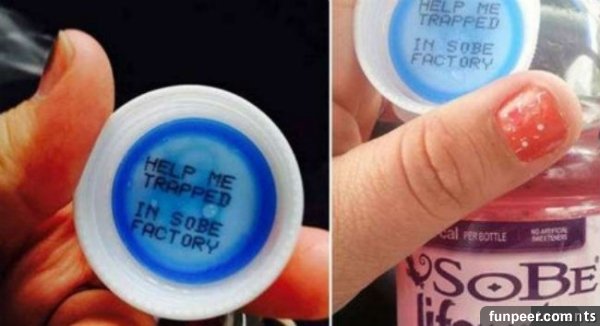 HELP ME
TRAPPED
IN SOBE
FACTORY
HELP ME
TRAPPED
IN SOBE
FACTORY
cal PER BOTTLE
NO ARTIFICIAL
SWEETENERS
SOBE
life
funpeer.com